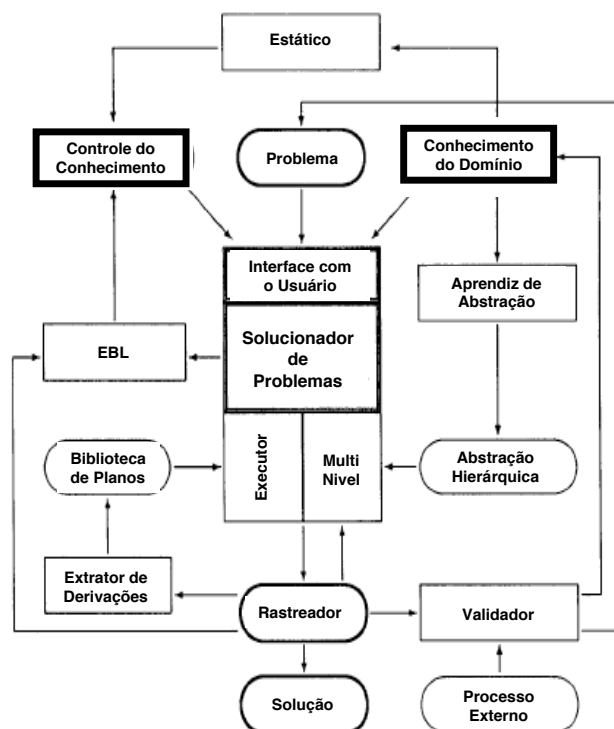 Estático
Controle do
Conhecimento
Problema
Conhecimento
do Domínio
Interface com
o Usuário
Aprendiz de
Abstração
EBL
Solucionador
de
Problemas
Biblioteca
de Planos
Executor
Multi
Nivel
Abstração
Hierárquica
Extrator de
Derivações
Rastreador
Validador
Solução
Processo
Externo